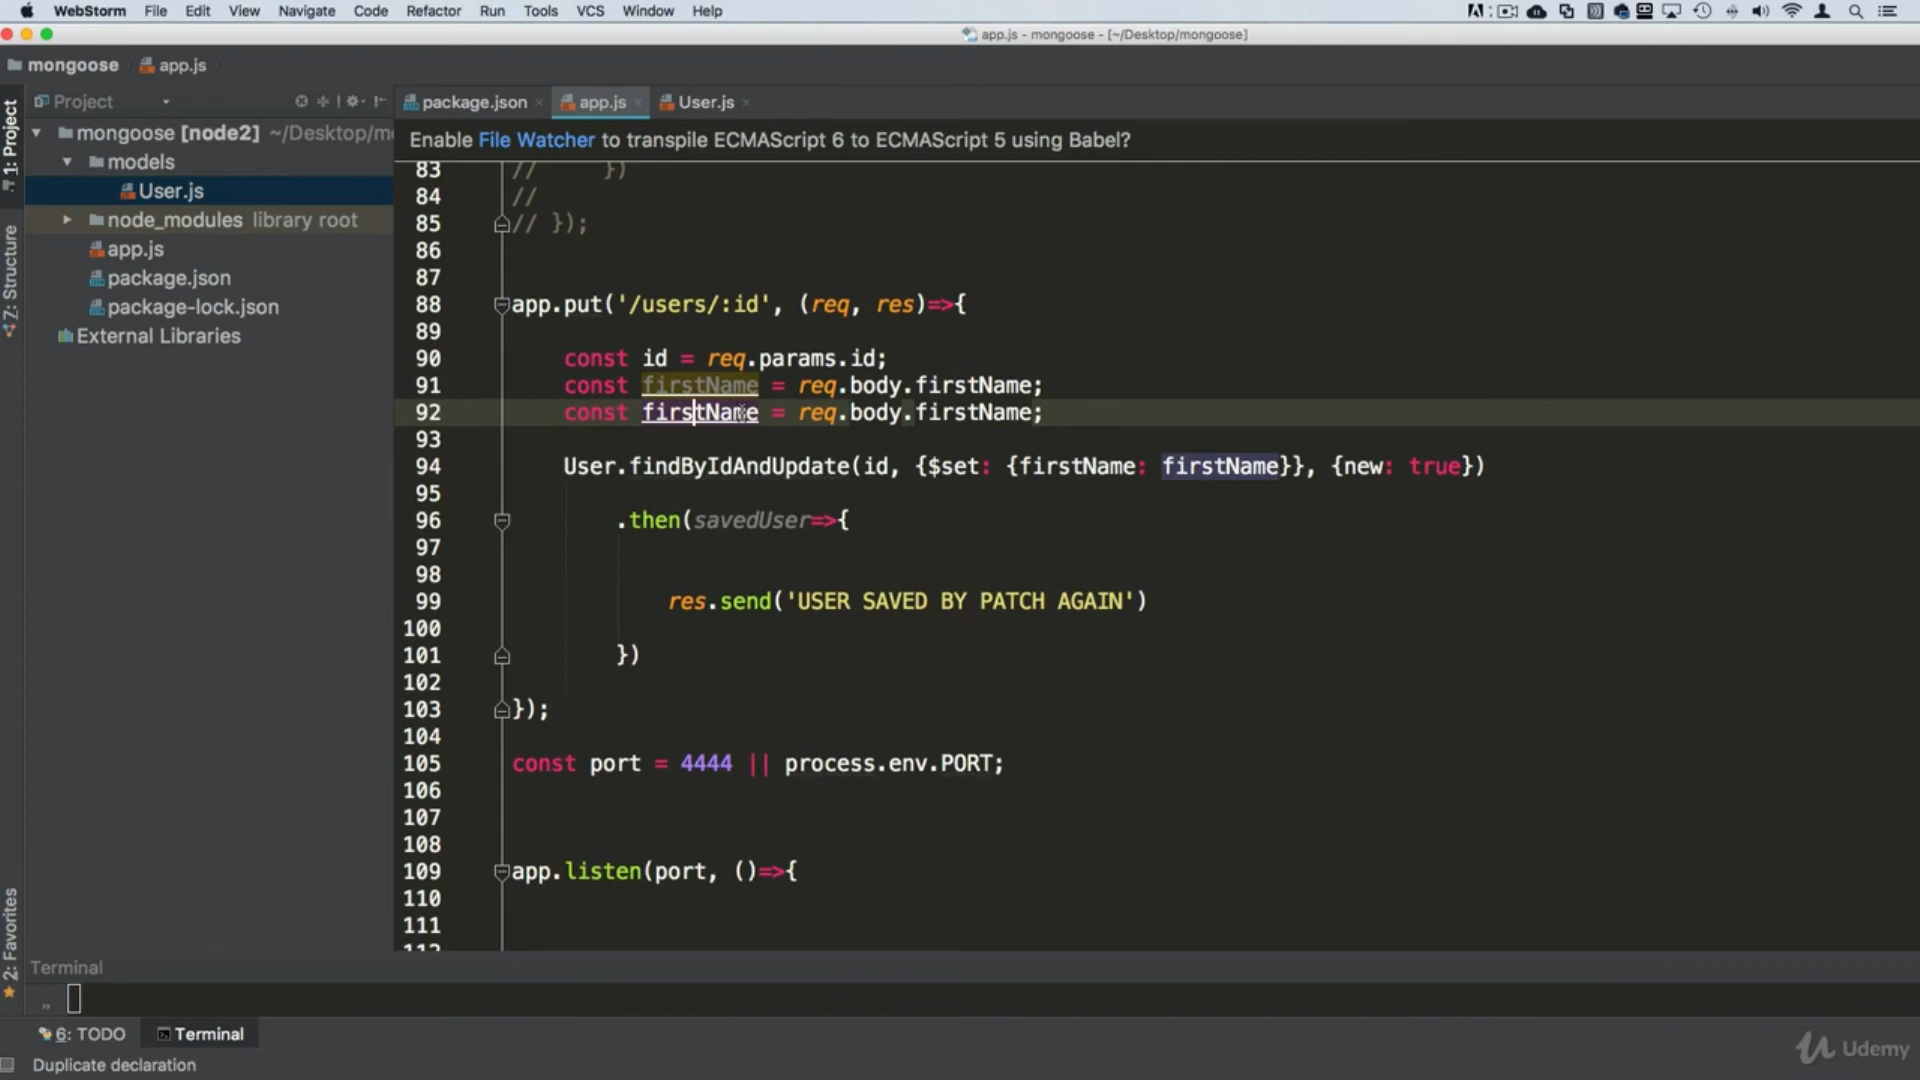 WebStorm File Edit View Navigate Code Refactor Run Tools VCS Window Help
app.js - mongoose - [~/Desktop/mongoose]
mongoose app.js
Project package.json app.js User.js
mongoose [node2] ~/Desktop/m
Enable File Watcher to transpile ECMAScript 6 to ECMAScript 5 using Babel?
models
User.js
node_modules library root
app.js
package.json
package-lock.json
External Libraries
1: Project
7: Structure
2: Favorites
83 // })
84 //
85 // });
86
87
88 app.put('/users/:id', (req, res)=>{
89
90 const id = req.params.id;
91 const firstName = req.body.firstName;
92 const firstName = req.body.firstName;
93
94 User.findByIdAndUpdate(id, {$set: {firstName: firstName}}, {new: true})
95
96 .then(savedUser=>{
97
98
99 res.send('USER SAVED BY PATCH AGAIN')
100
101 })
102
103 });
104
105 const port = 4444 || process.env.PORT;
106
107
108
109 app.listen(port, ()=>{
110
111
112
Terminal
»
6: TODO Terminal
Duplicate declaration
Udemy